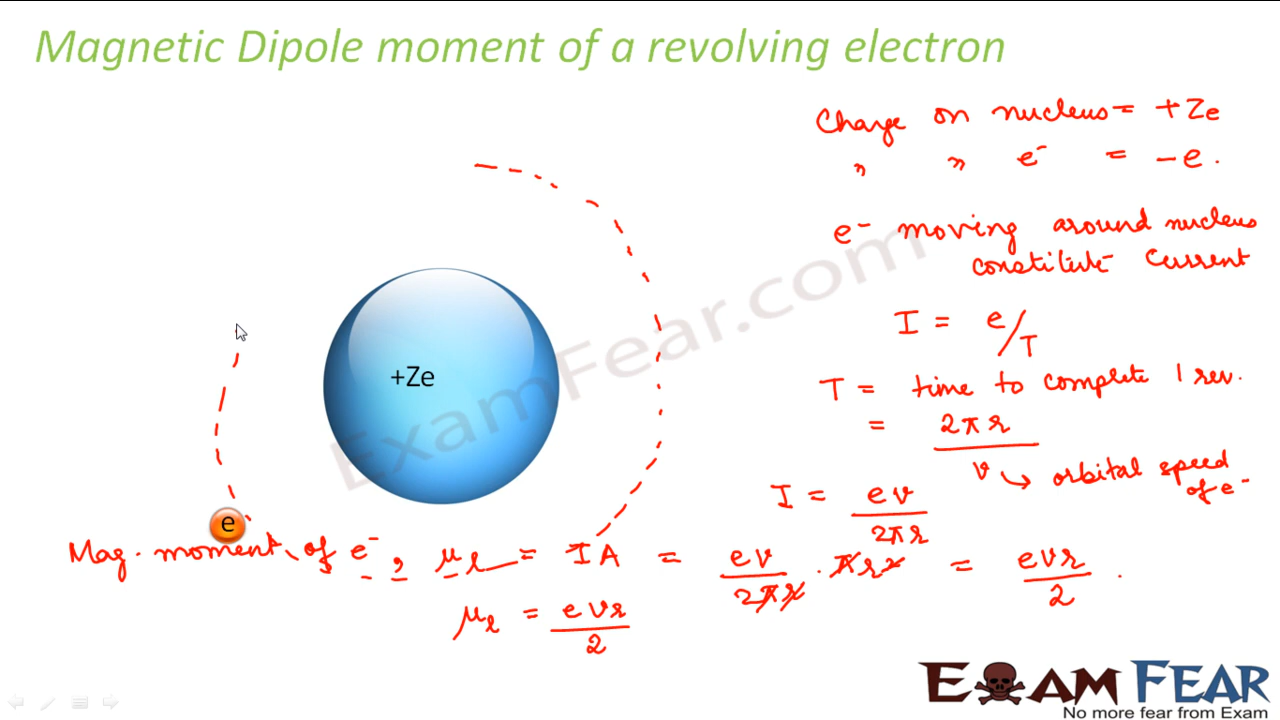 Magnetic Dipole moment of a revolving electron
Charge on nucleus = +Ze
" " e⁻ = -e.
e⁻ moving around nucleus
constitute current
I = e/T
T = time to complete 1 rev.
= 2πr/v → orbital speed
of e⁻
I = ev/2πr
+Ze
e
Mag. moment of e⁻, μl = IA = ev/2πr · πr² = evr/2 .
μl = evr/2
ExamFear.com
EXAM FEAR
No more fear from Exam